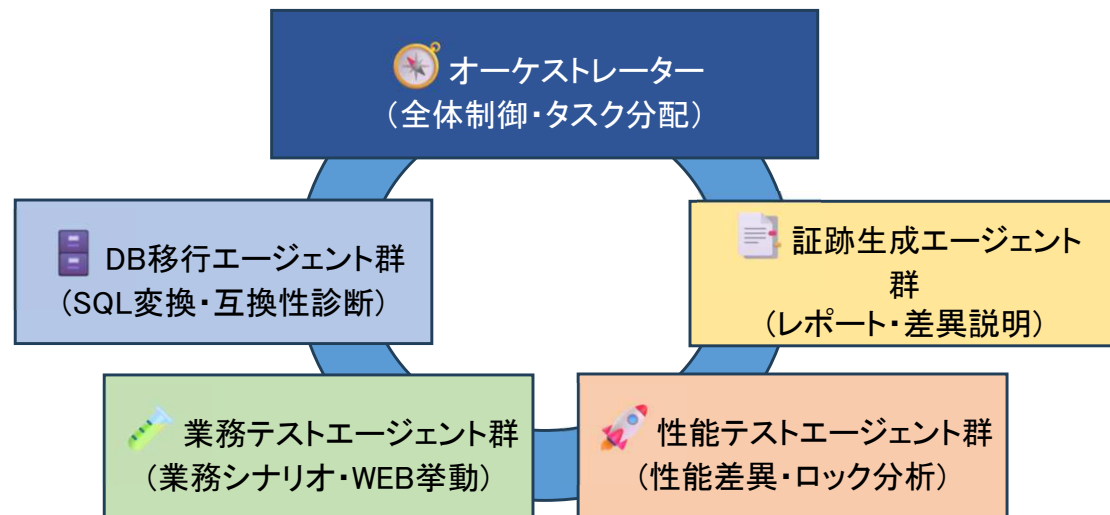 オーケストレーター
（全体制御・タスク分配）
DB移行エージェント群
（SQL変換・互換性診断）
証跡生成エージェント
群
（レポート・差異説明）
業務テストエージェント群
（業務シナリオ・WEB挙動）
性能テストエージェント群
（性能差異・ロック分析）